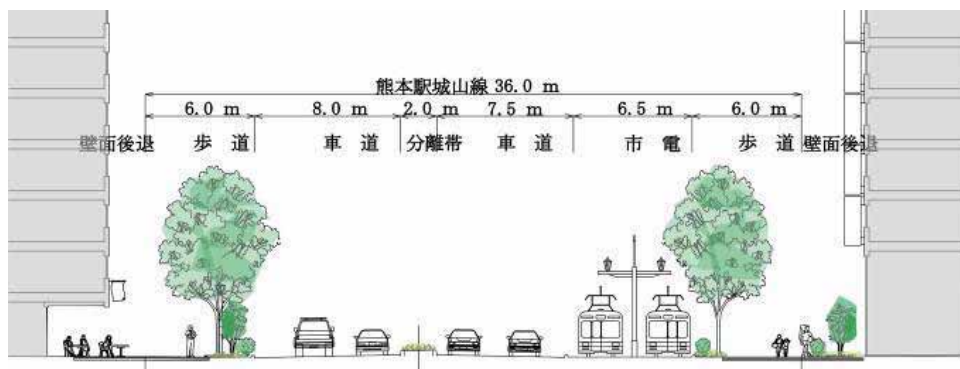 熊本駅城山線 36.0 m
6.0 m 8.0 m 2.0 m 7.5 m 6.5 m 6.0 m
壁面後退 歩道 車道 分離帯 車道 市電 歩道 壁面後退